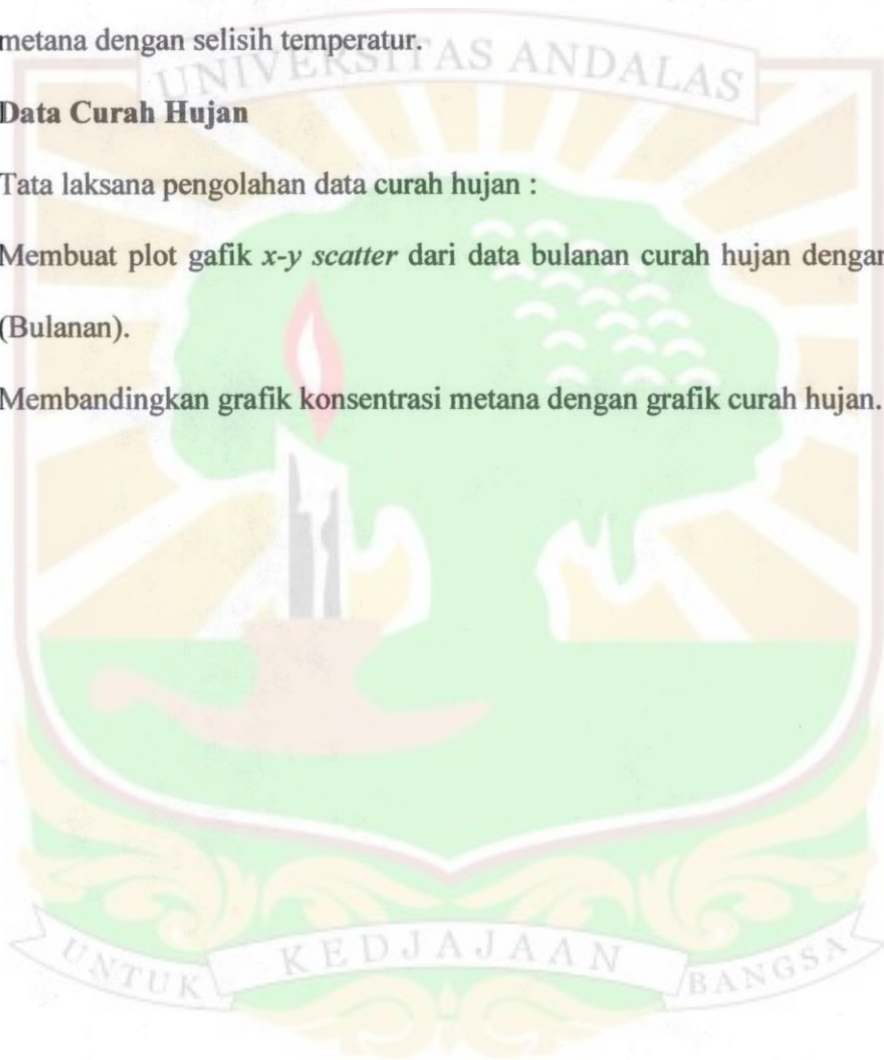 metana dengan selisih temperatur.
UNIVERSITAS ANDALAS
Data Curah Hujan
Tata laksana pengolahan data curah hujan :
Membuat plot gafik x-y scatter dari data bulanan curah hujan dengan
(Bulanan).
Membandingkan grafik konsentrasi metana dengan grafik curah hujan.
UNTUK KEDJAJAAN BANGSA